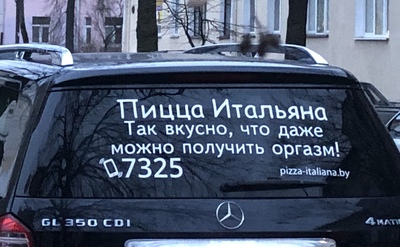 Пицца Итальяна
Так вкусно, что даже
можно получить оргазм!
7325
pizza-italiana.by
GL 350 CDI
4MATIC